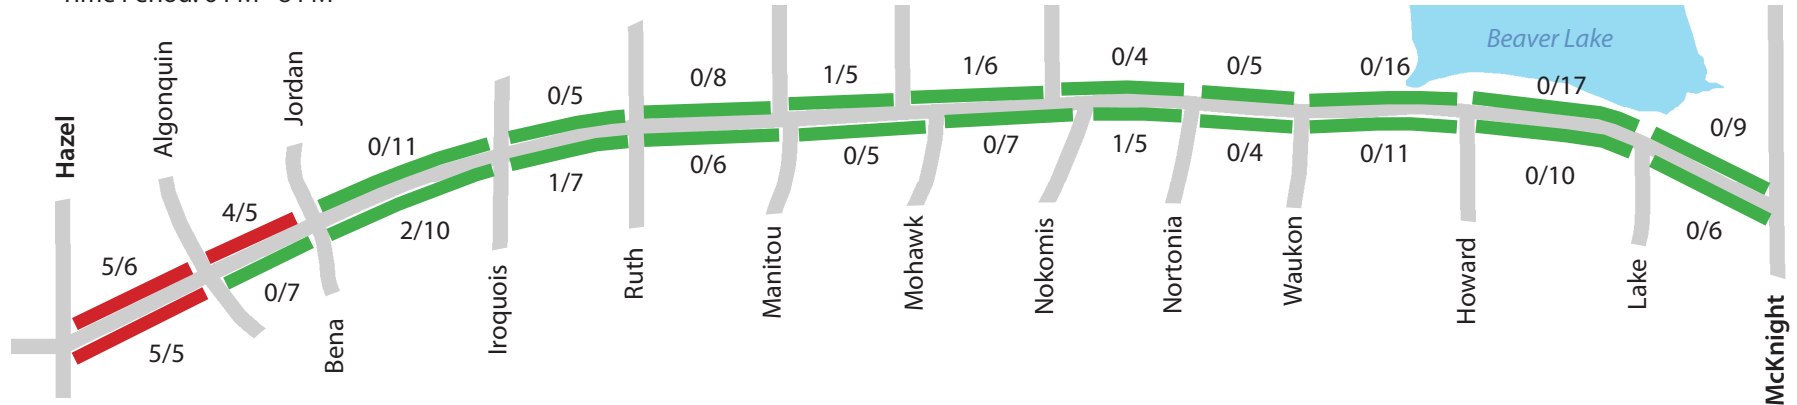 Hazel
Algonquin
Jordan
5/6
4/5
0/11
0/5
0/8
1/5
1/6
0/4
0/5
0/16
0/17
0/9
Beaver Lake
5/5
0/7
2/10
1/7
0/6
0/5
0/7
1/5
0/4
0/11
0/10
0/6
Bena
Iroquois
Ruth
Manitou
Mohawk
Nokomis
Nortonia
Waukon
Howard
Lake
McKnight